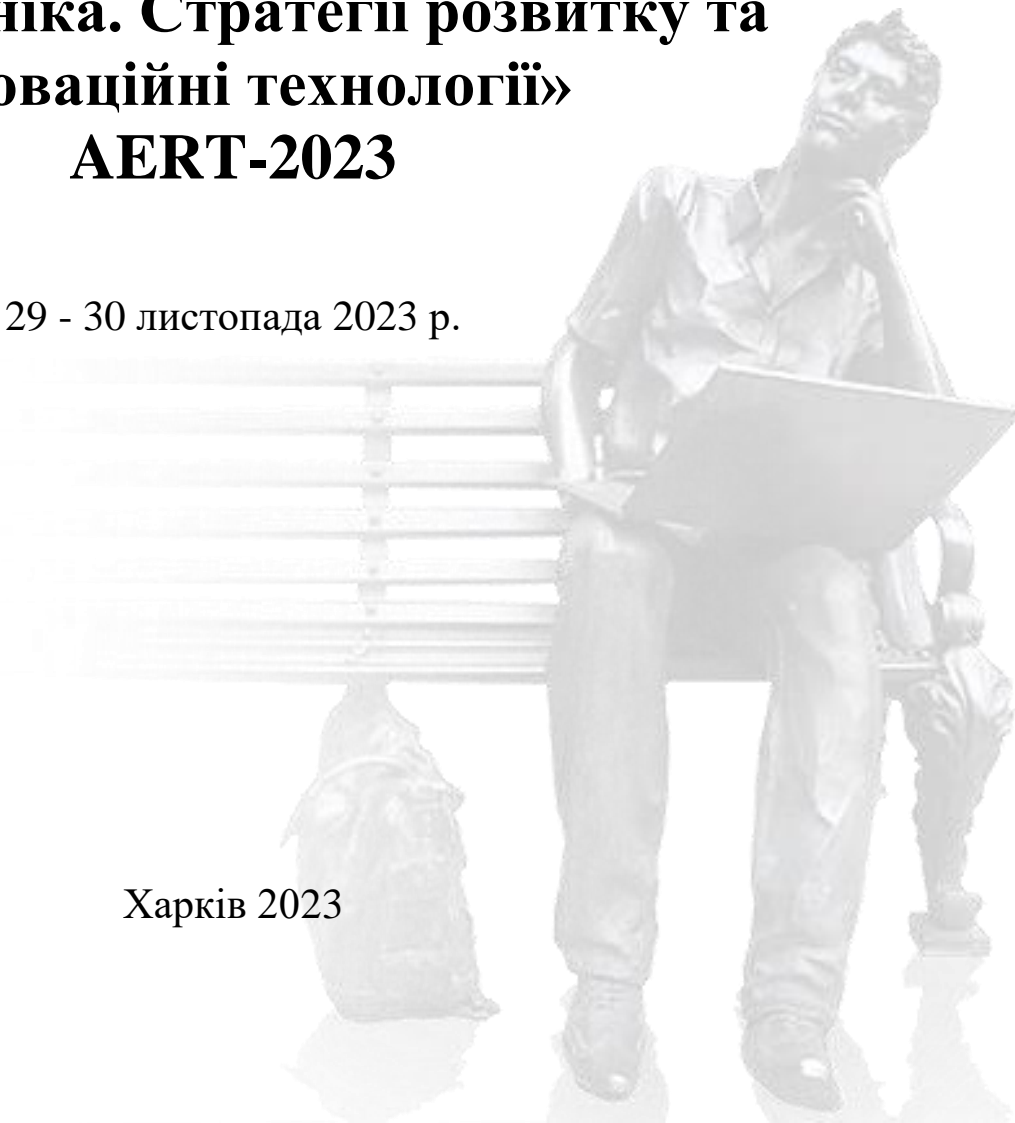 ніка. Стратегії розвитку та
оваційні технології»
AERT-2023
29 - 30 листопада 2023 р.
Харків 2023